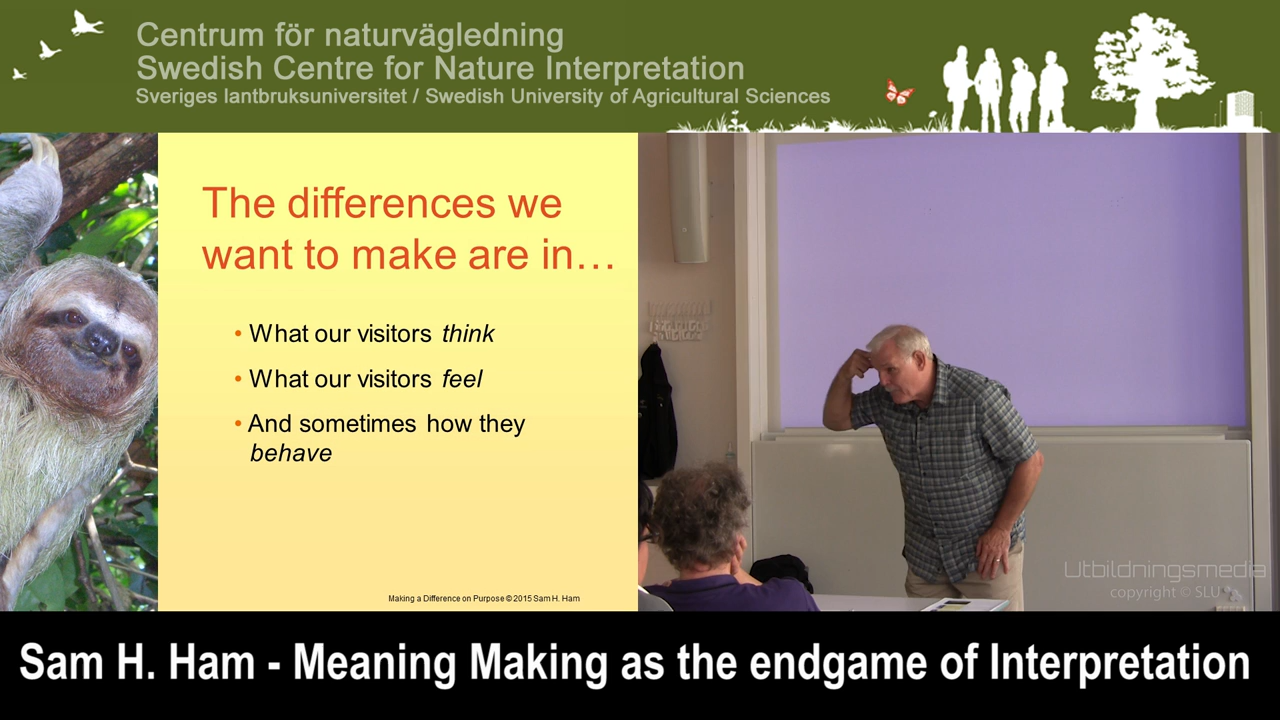 Centrum för naturvägledning
Swedish Centre for Nature Interpretation
Sveriges lantbruksuniversitet / Swedish University of Agricultural Sciences
The differences we
want to make are in…
• What our visitors think
• What our visitors feel
• And sometimes how they
behave
Making a Difference on Purpose © 2015 Sam H. Ham
Utbildningsmedia
copyright © SLU
Sam H. Ham - Meaning Making as the endgame of Interpretation